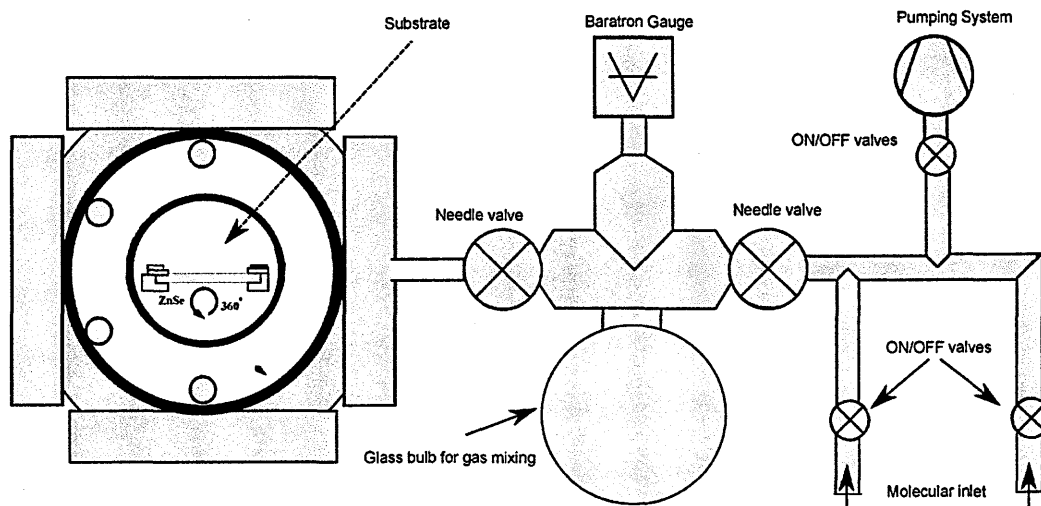 Substrate
Baratron Gauge
Pumping System
ON/OFF valves
Needle valve
Needle valve
ZnSe
360°
ON/OFF valves
Glass bulb for gas mixing
Molecular inlet